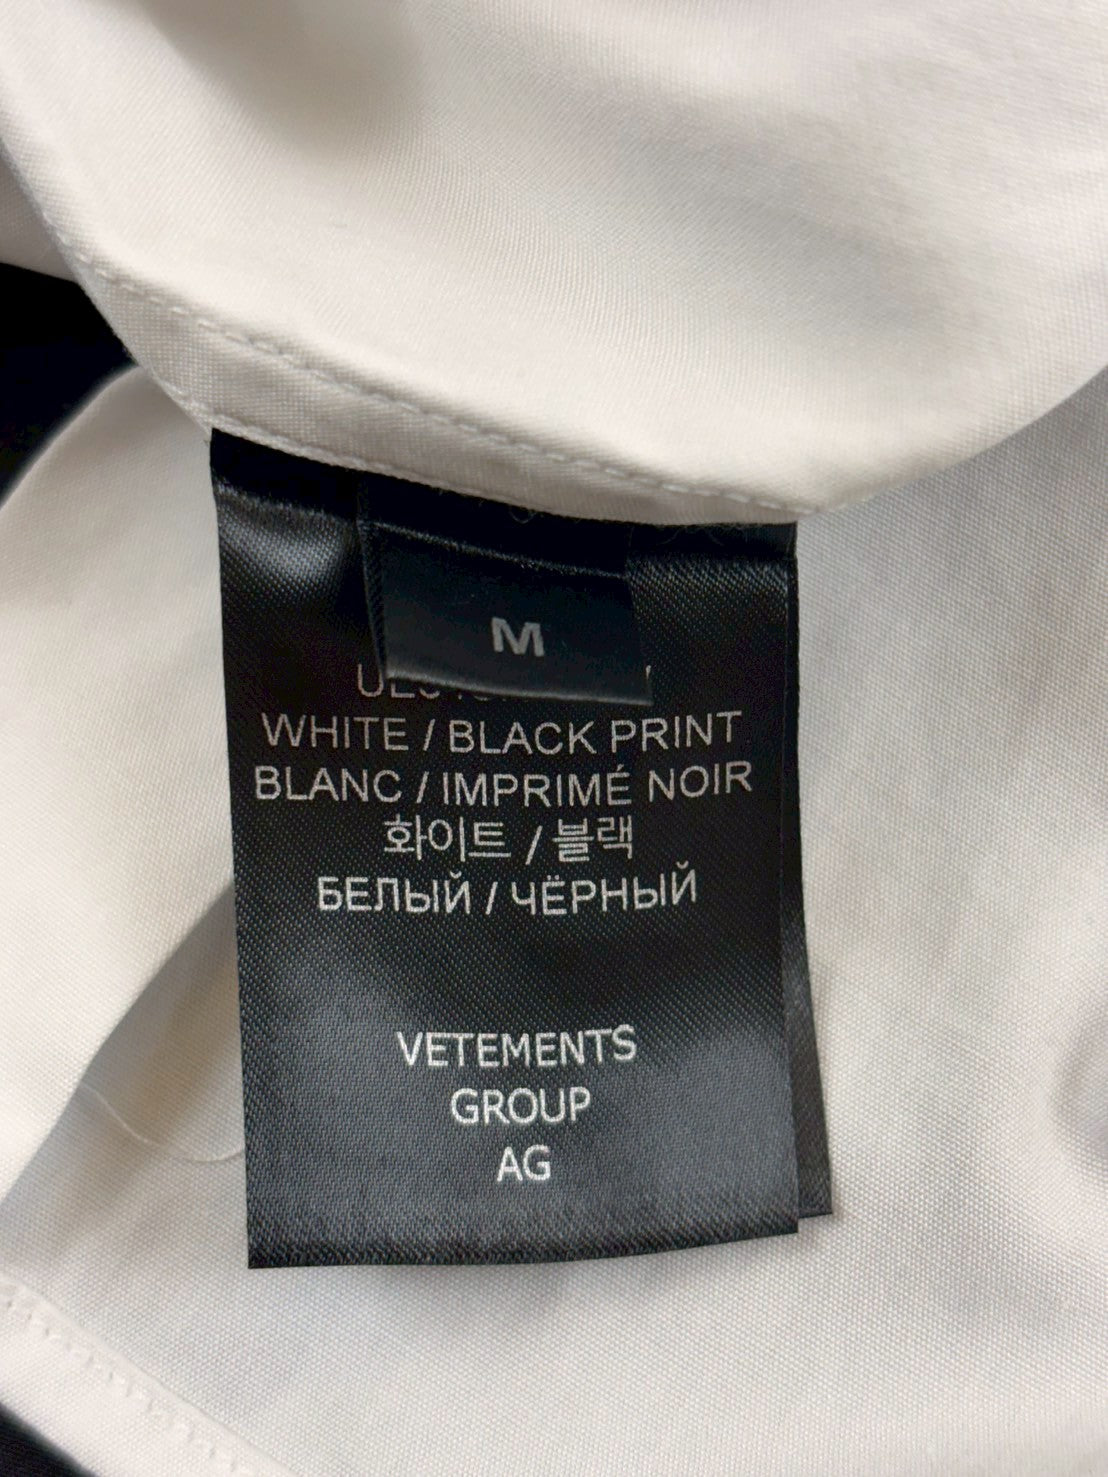 M
WHITE / BLACK PRINT
BLANC / IMPRIMÉ NOIR
화이트 / 블랙
БЕЛЫЙ / ЧЁРНЫЙ
VETEMENTS
GROUP
AG